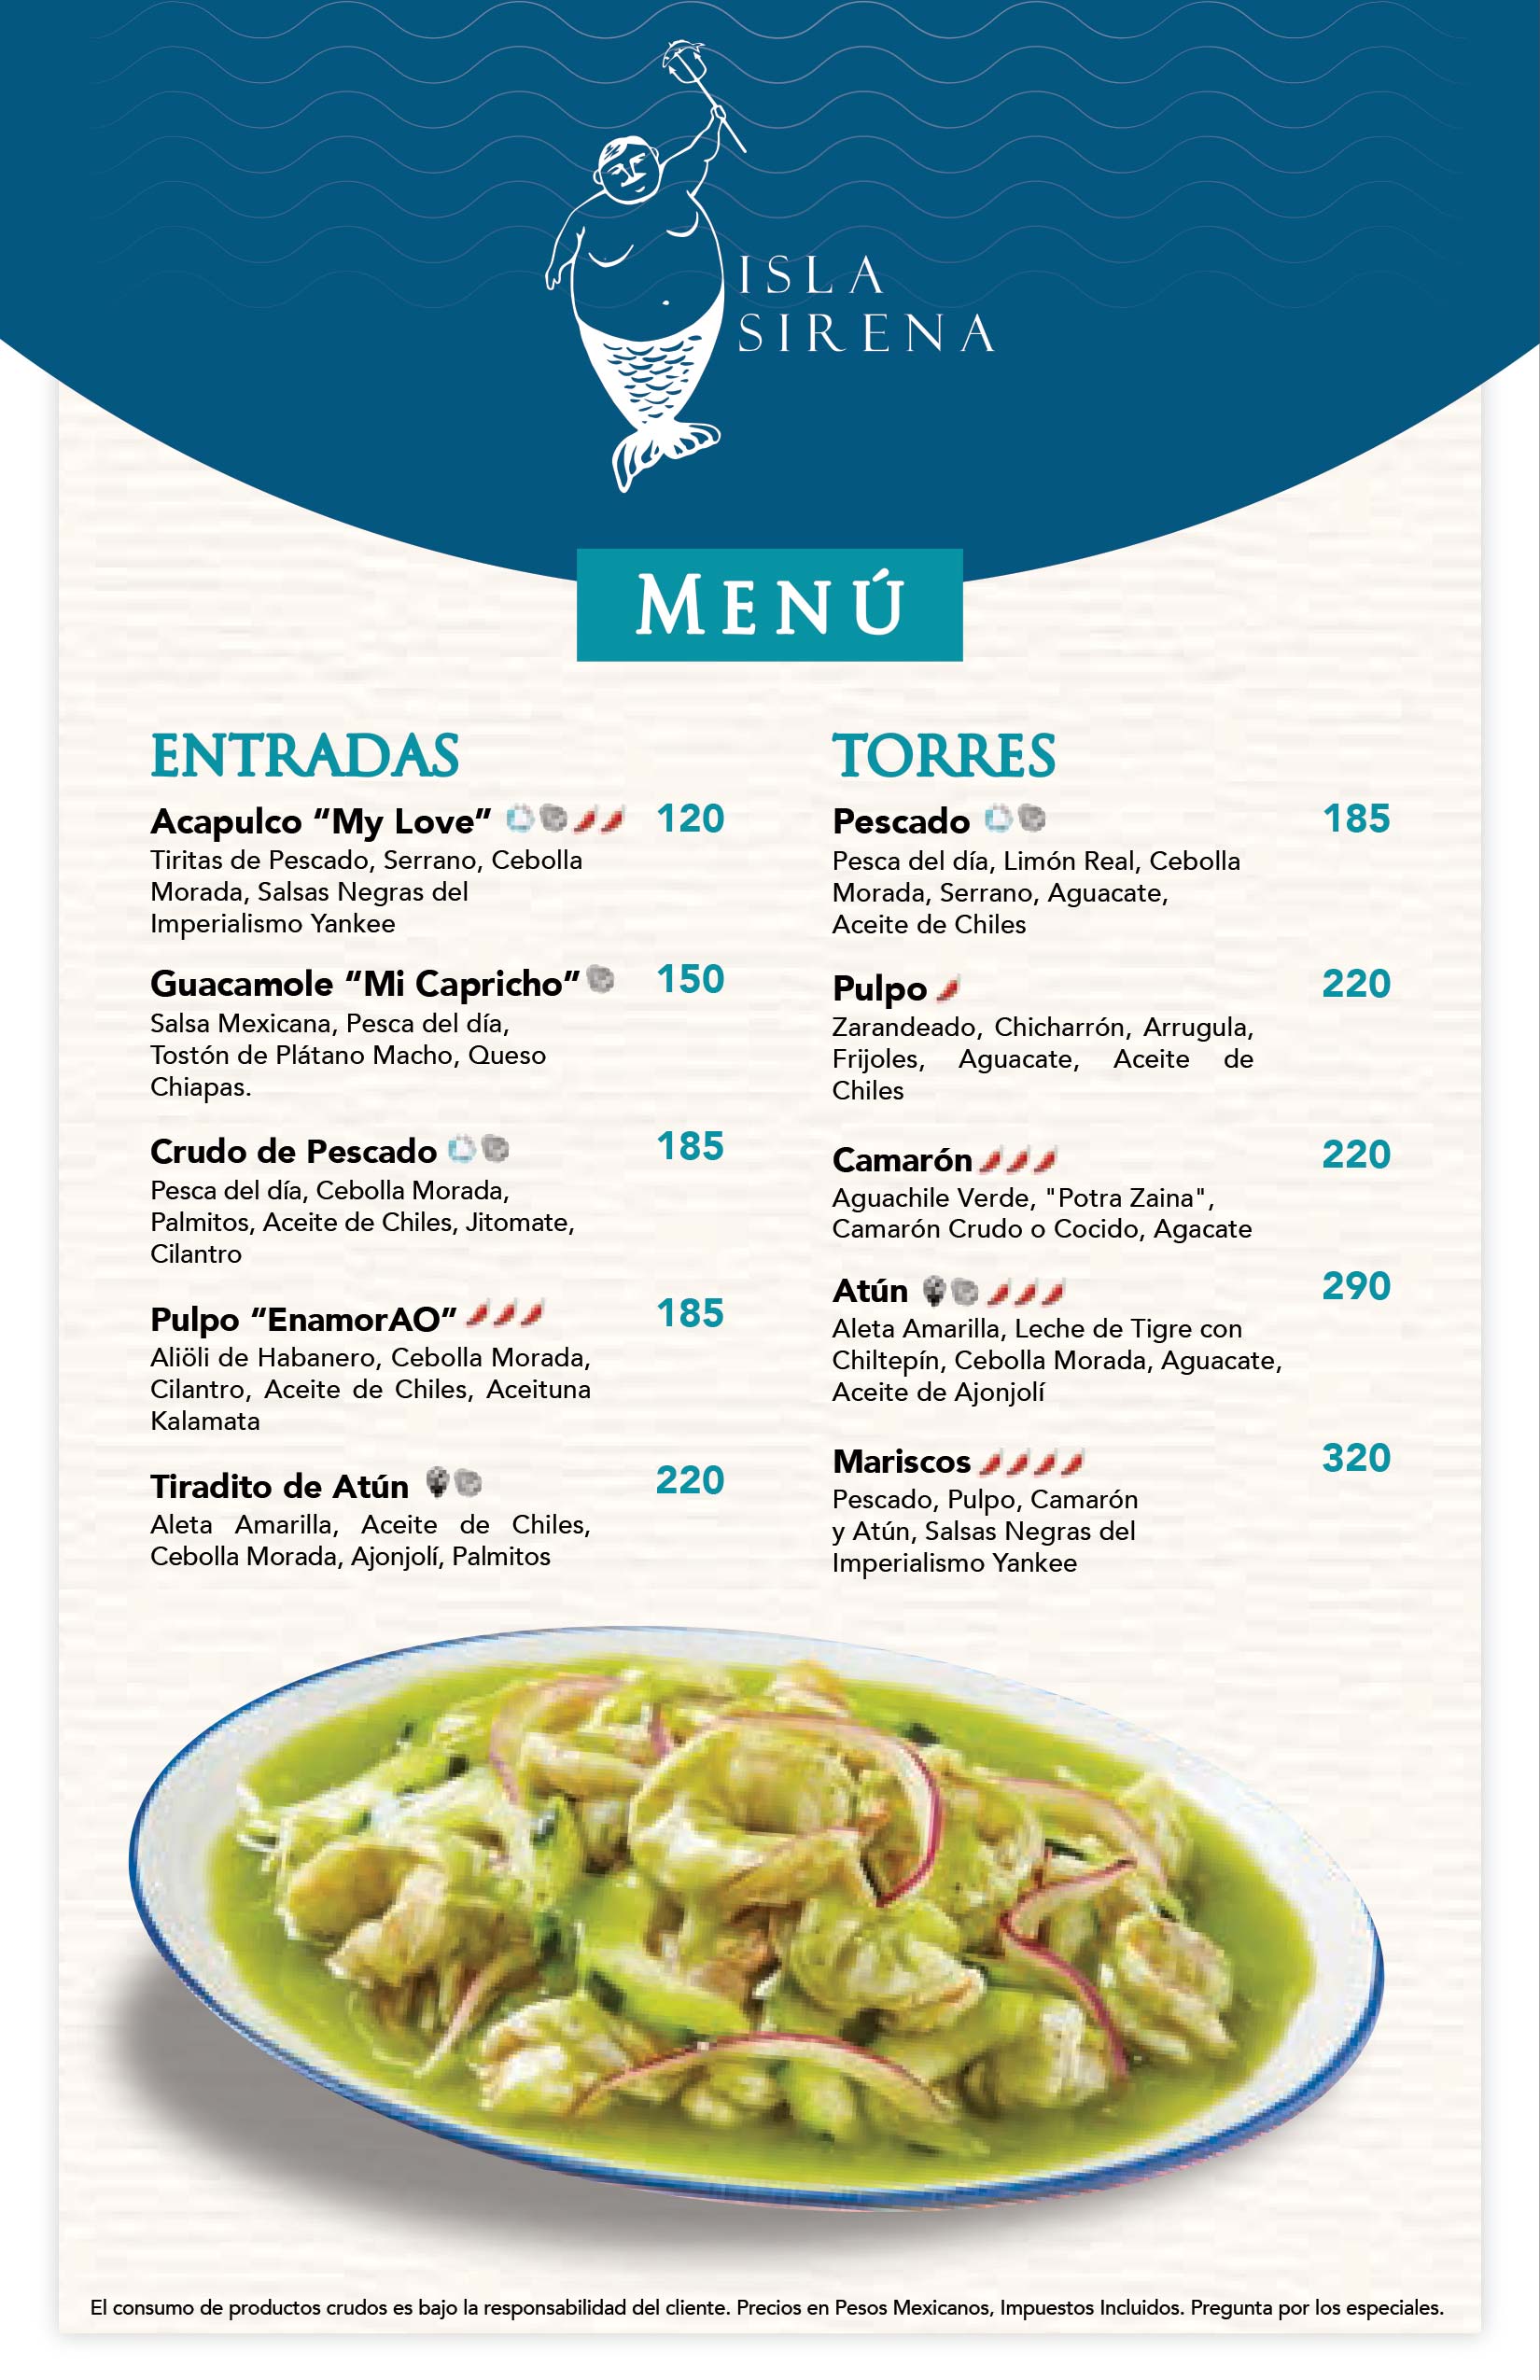 ISLA
SIRENA
MENÚ
ENTRADAS
Acapulco “My Love” 120
Tiritas de Pescado, Serrano, Cebolla
Morada, Salsas Negras del
Imperialismo Yankee
Guacamole “Mi Capricho” 150
Salsa Mexicana, Pesca del día,
Tostón de Plátano Macho, Queso
Chiapas.
Crudo de Pescado 185
Pesca del día, Cebolla Morada,
Palmitos, Aceite de Chiles, Jitomate,
Cilantro
Pulpo “EnamorAO” 185
Aliöli de Habanero, Cebolla Morada,
Cilantro, Aceite de Chiles, Aceituna
Kalamata
Tiradito de Atún 220
Aleta Amarilla, Aceite de Chiles,
Cebolla Morada, Ajonjolí, Palmitos
TORRES
Pescado 185
Pesca del día, Limón Real, Cebolla
Morada, Serrano, Aguacate,
Aceite de Chiles
Pulpo 220
Zarandeado, Chicharrón, Arrugula,
Frijoles, Aguacate, Aceite de
Chiles
Camarón 220
Aguachile Verde, "Potra Zaina",
Camarón Crudo o Cocido, Agacate
Atún 290
Aleta Amarilla, Leche de Tigre con
Chiltepín, Cebolla Morada, Aguacate,
Aceite de Ajonjolí
Mariscos 320
Pescado, Pulpo, Camarón
y Atún, Salsas Negras del
Imperialismo Yankee
El consumo de productos crudos es bajo la responsabilidad del cliente. Precios en Pesos Mexicanos, Impuestos Incluidos. Pregunta por los especiales.